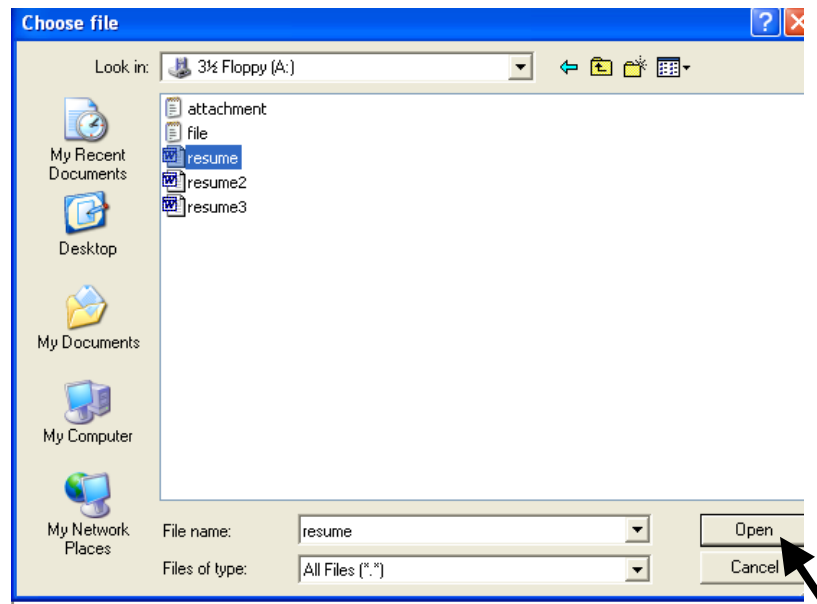 Choose file
Look in: 3½ Floppy (A:)
attachment
file
resume
resume2
resume3
My Recent
Documents
Desktop
My Documents
My Computer
My Network
Places
File name: resume Open
Files of type: All Files (*.*) Cancel